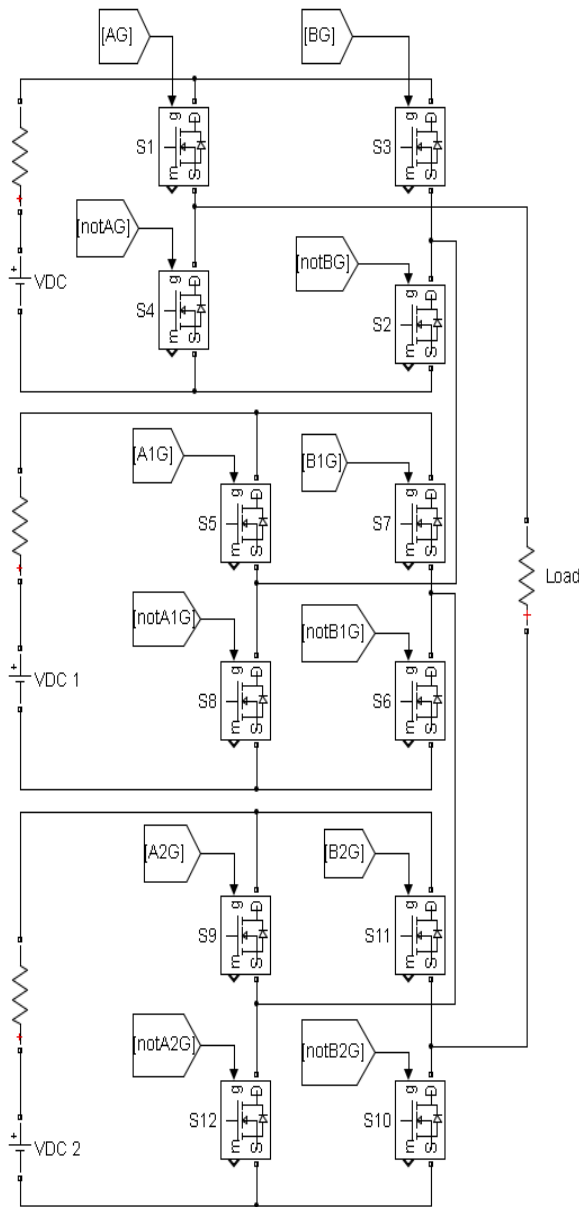 [AG]
[BG]
g D
S1
m S
g D
S3
m S
[notAG]
[notBG]
+
VDC
g D
S4
m S
g D
S2
m S
[A1G]
[B1G]
g D
S5
m S
g D
S7
m S
+
Load
[notA1G]
[notB1G]
+
VDC 1
g D
S8
m S
g D
S6
m S
[A2G]
[B2G]
g D
S9
m S
g D
S11
m S
[notA2G]
[notB2G]
+
VDC 2
g D
S12
m S
g D
S10
m S